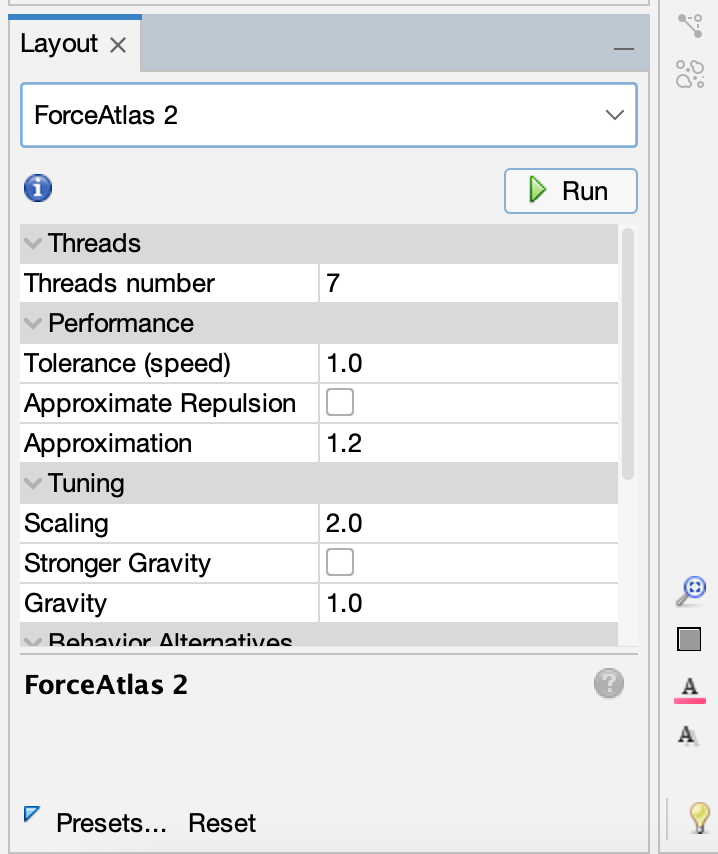 Layout
ForceAtlas 2
Run
Threads
Threads number 7
Performance
Tolerance (speed) 1.0
Approximate Repulsion
Approximation 1.2
Tuning
Scaling 2.0
Stronger Gravity
Gravity 1.0
Behavior Alternatives
ForceAtlas 2
?
A
A
Presets... Reset